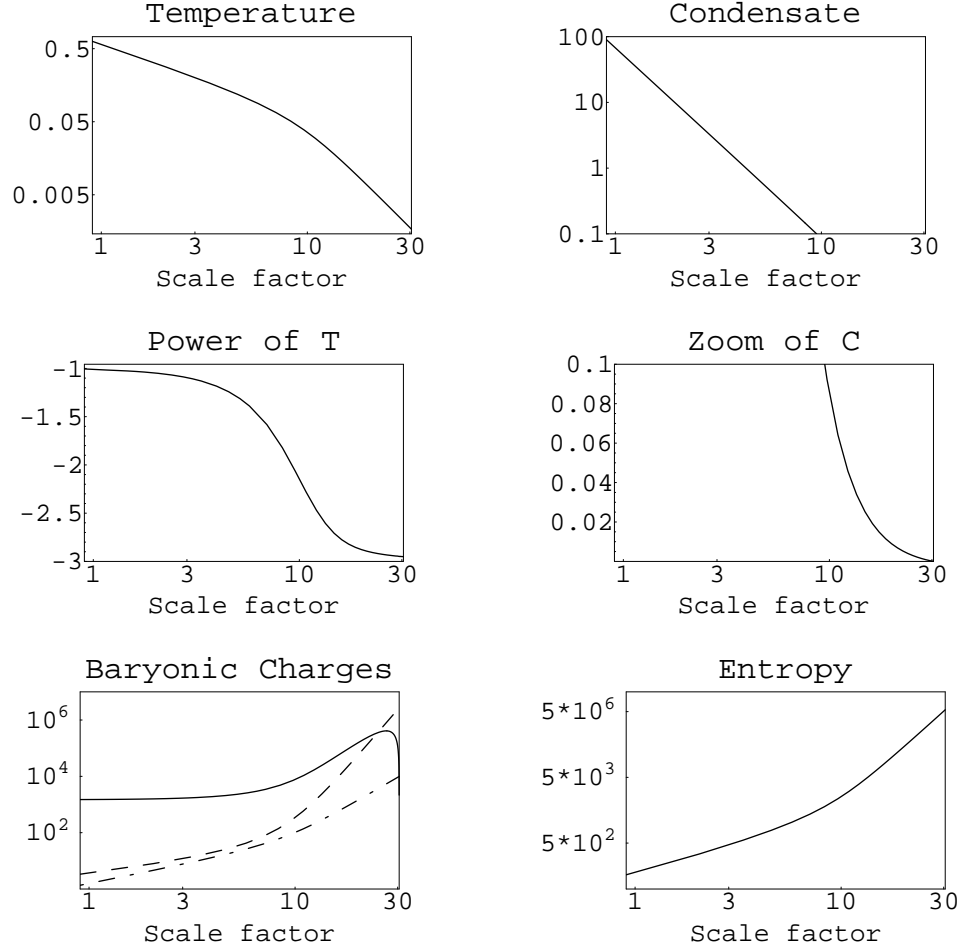 Temperature
0.5
0.05
0.005
1 3 10 30
Scale factor
Condensate
100
10
1
0.1
1 3 10 30
Scale factor
Power of T
-1
-1.5
-2
-2.5
-3
1 3 10 30
Scale factor
Zoom of C
0.1
0.08
0.06
0.04
0.02
1 3 10 30
Scale factor
Baryonic Charges
10^6
10^4
10^2
1 3 10 30
Scale factor
Entropy
5*10^6
5*10^3
5*10^2
1 3 10 30
Scale factor